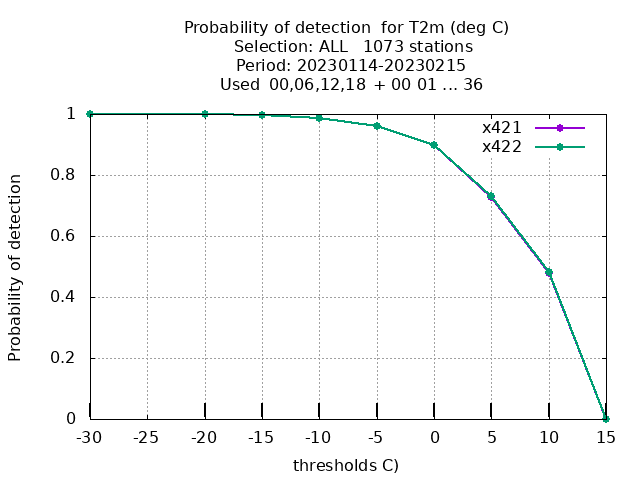 Probability of detection  for T2m (deg C)
Selection: ALL   1073 stations
Period: 20230114-20230215
Used  00,06,12,18  + 00 01 ... 36
x421
x422
Probability of detection
1
0.8
0.6
0.4
0.2
0
-30 -25 -20 -15 -10 -5 0 5 10 15
thresholds C)